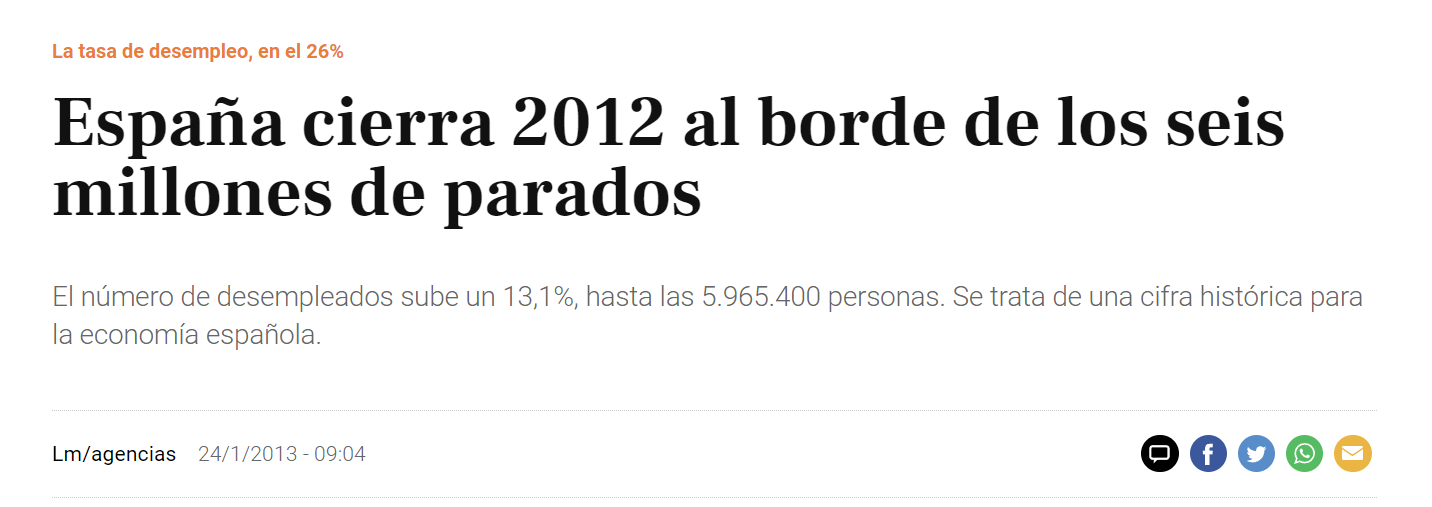 La tasa de desempleo, en el 26%
España cierra 2012 al borde de los seis
millones de parados
El número de desempleados sube un 13,1%, hasta las 5.965.400 personas. Se trata de una cifra histórica para
la economía española.
Lm/agencias 24/1/2013 - 09:04